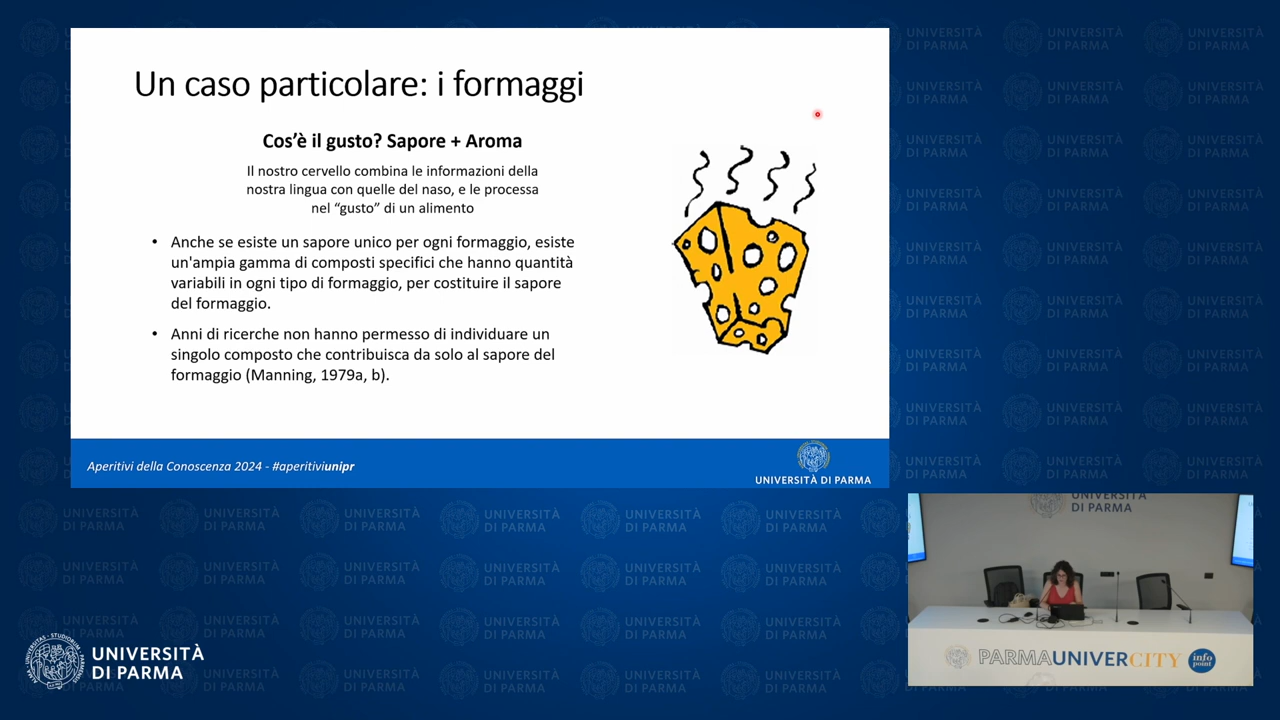 Un caso particolare: i formaggi
Cos'è il gusto? Sapore + Aroma
Il nostro cervello combina le informazioni della
nostra lingua con quelle del naso, e le processa
nel “gusto” di un alimento
• Anche se esiste un sapore unico per ogni formaggio, esiste
un'ampia gamma di composti specifici che hanno quantità
variabili in ogni tipo di formaggio, per costituire il sapore
del formaggio.
• Anni di ricerche non hanno permesso di individuare un
singolo composto che contribuisca da solo al sapore del
formaggio (Manning, 1979a, b).
Aperitivi della Conoscenza 2024 - #aperitiviunipr
UNIVERSITÀ DI PARMA
UNIVERSITÀ
DI PARMA
PARMAUNIVERCITY
info
point
UNIVERSITÀ
DI PARMA